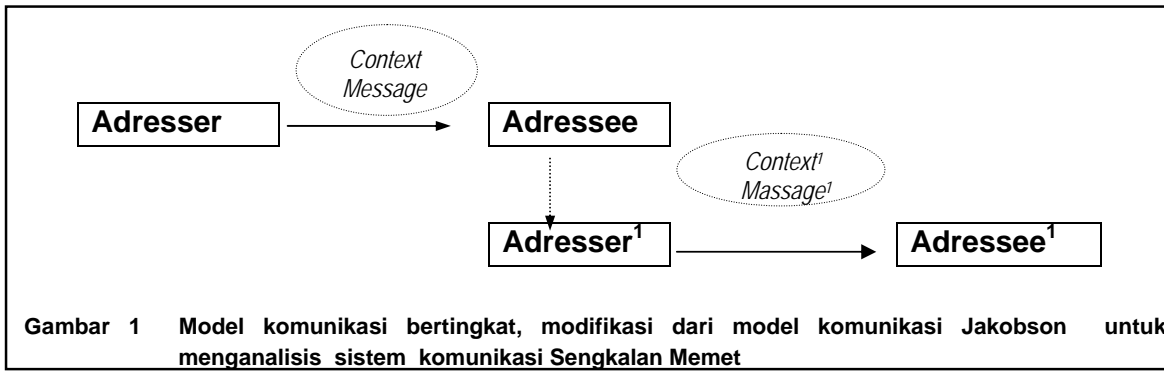 Context
Message
Adresser
Adressee
Context¹
Massage¹
Adresser¹
Adressee¹
Gambar 1 Model komunikasi bertingkat, modifikasi dari model komunikasi Jakobson untuk
menganalisis sistem komunikasi Sengkalan Memet